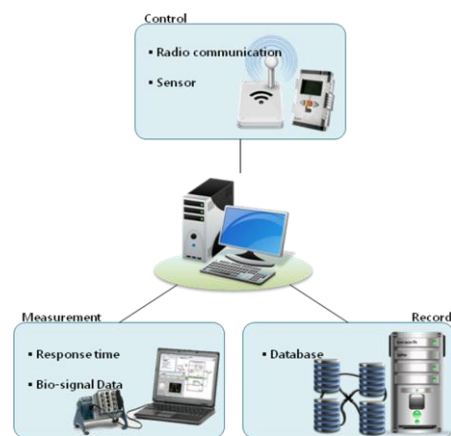 Control
▪ Radio communication
▪ Sensor
Measurement
▪ Response time
▪ Bio-signal Data
Record
▪ Database